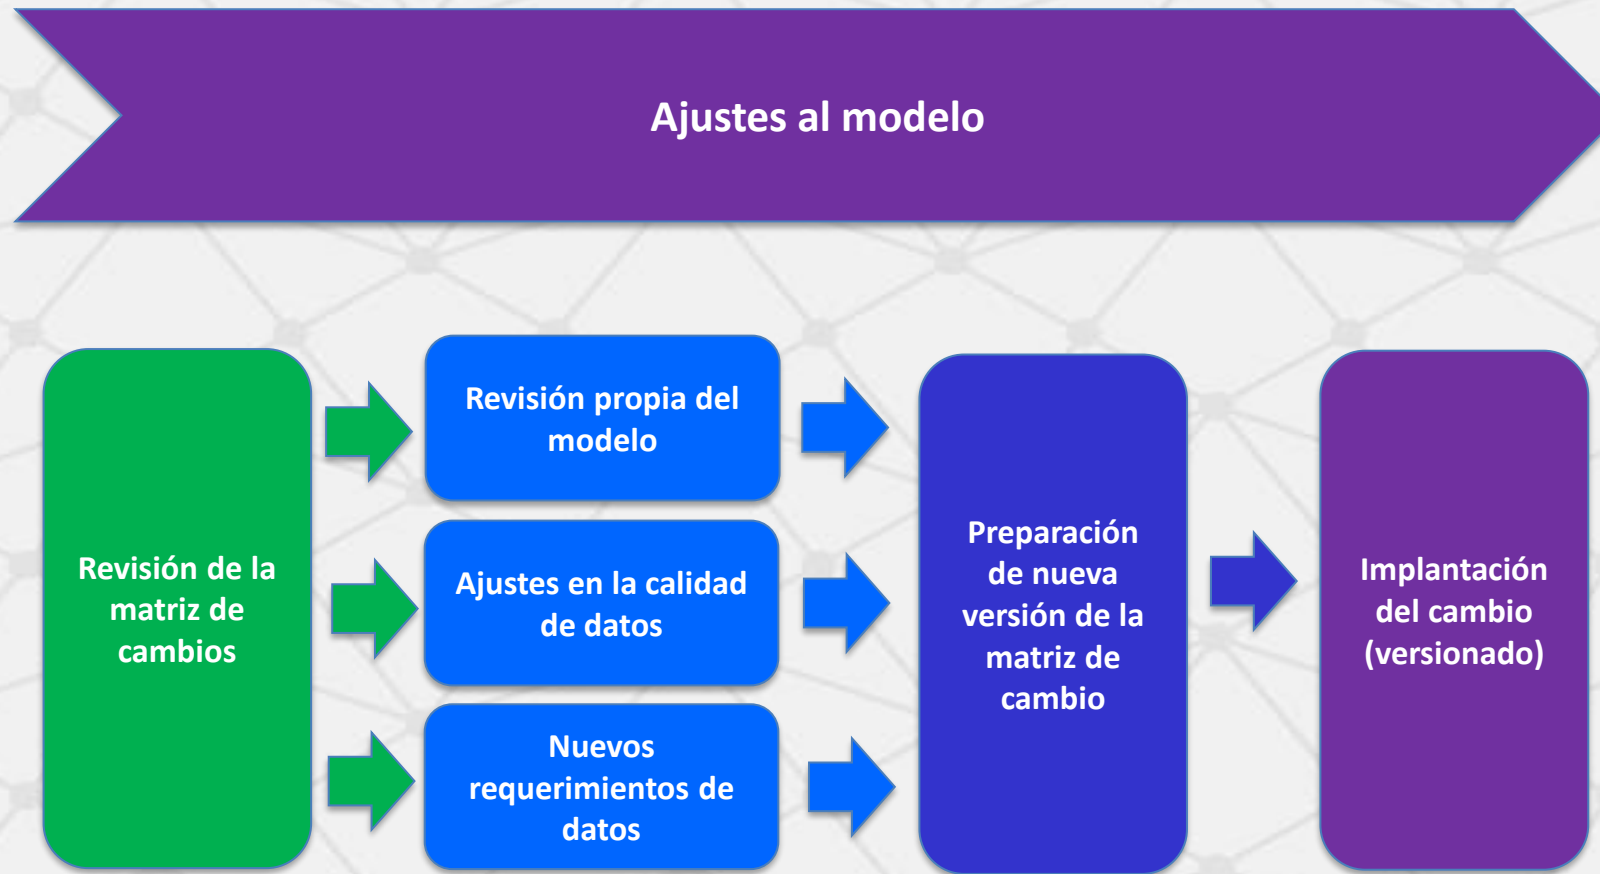 Ajustes al modelo
Revisión de la
matriz de
cambios
Revisión propia del
modelo
Ajustes en la calidad
de datos
Nuevos
requerimientos de
datos
Preparación
de nueva
versión de la
matriz de
cambio
Implantación
del cambio
(versionado)